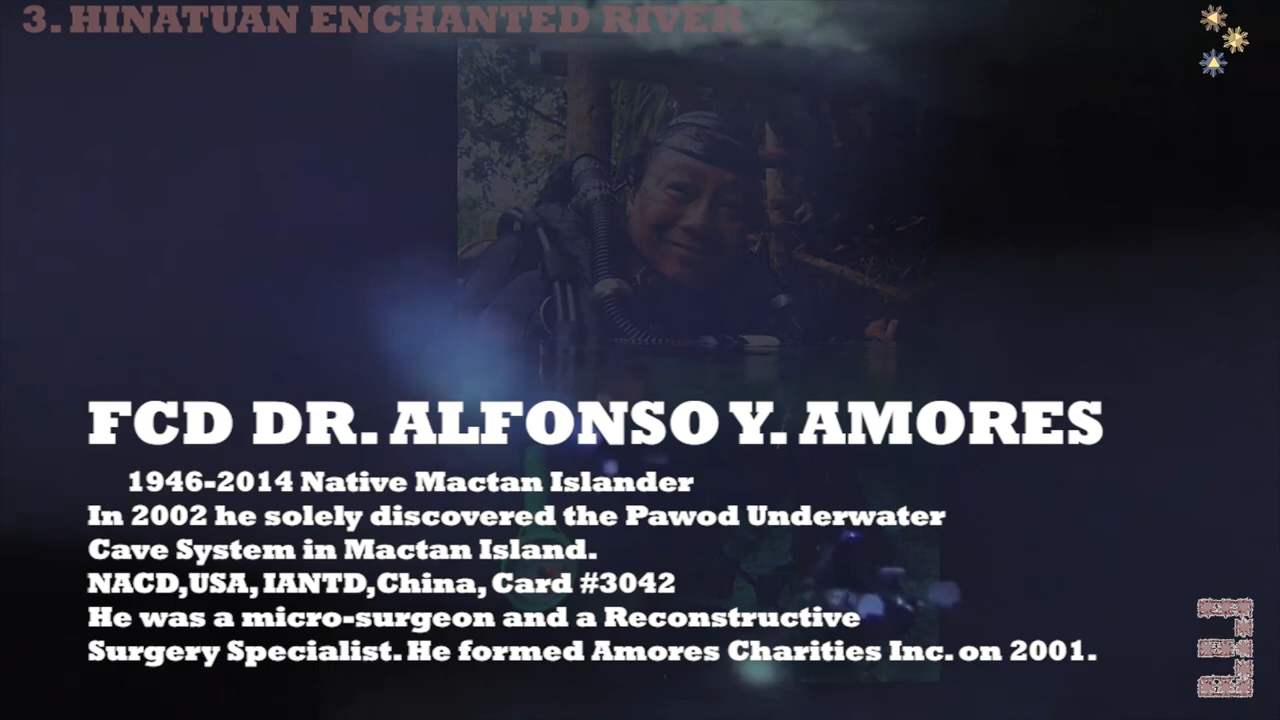 3. HINATUAN ENCHANTED RIVER
FCD DR. ALFONSO Y. AMORES
1946-2014 Native Mactan Islander
In 2002 he solely discovered the Pawod Underwater
Cave System in Mactan Island.
NACD,USA, IANTD,China, Card #3042
He was a micro-surgeon and a Reconstructive
Surgery Specialist. He formed Amores Charities Inc. on 2001.